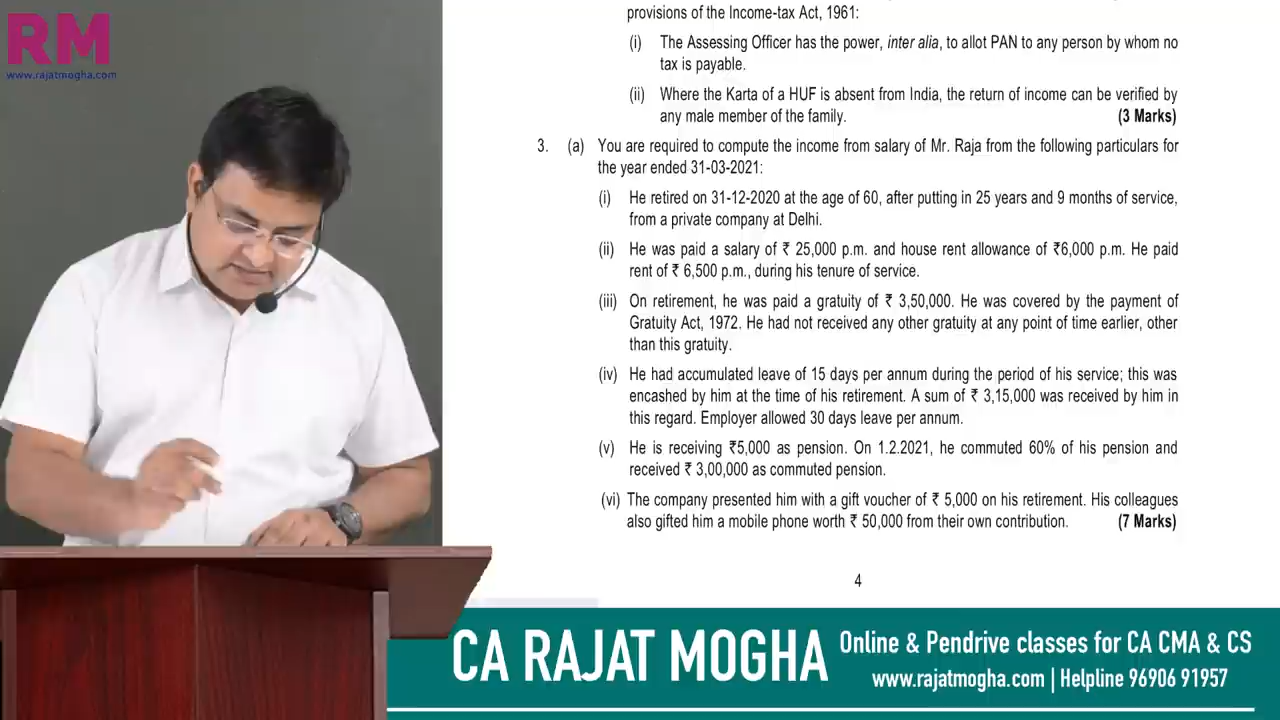 RM
www.rajatmogha.com
provisions of the Income-tax Act, 1961:
(i) The Assessing Officer has the power, inter alia, to allot PAN to any person by whom no
tax is payable.
(ii) Where the Karta of a HUF is absent from India, the return of income can be verified by
any male member of the family. (3 Marks)
3. (a) You are required to compute the income from salary of Mr. Raja from the following particulars for
the year ended 31-03-2021:
(i) He retired on 31-12-2020 at the age of 60, after putting in 25 years and 9 months of service,
from a private company at Delhi.
(ii) He was paid a salary of ₹ 25,000 p.m. and house rent allowance of ₹6,000 p.m. He paid
rent of ₹ 6,500 p.m., during his tenure of service.
(iii) On retirement, he was paid a gratuity of ₹ 3,50,000. He was covered by the payment of
Gratuity Act, 1972. He had not received any other gratuity at any point of time earlier, other
than this gratuity.
(iv) He had accumulated leave of 15 days per annum during the period of his service; this was
encashed by him at the time of his retirement. A sum of ₹ 3,15,000 was received by him in
this regard. Employer allowed 30 days leave per annum.
(v) He is receiving ₹5,000 as pension. On 1.2.2021, he commuted 60% of his pension and
received ₹ 3,00,000 as commuted pension.
(vi) The company presented him with a gift voucher of ₹ 5,000 on his retirement. His colleagues
also gifted him a mobile phone worth ₹ 50,000 from their own contribution. (7 Marks)
4
CA RAJAT MOGHA
Online & Pendrive classes for CA CMA & CS
www.rajatmogha.com | Helpline 96906 91957